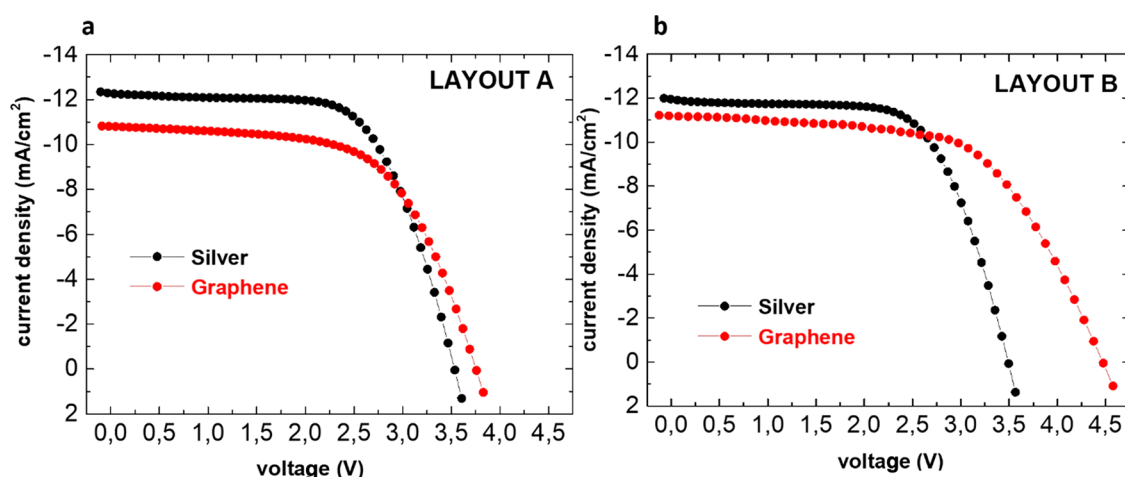 a
LAYOUT A
current density (mA/cm²)
-14
-12
-10
-8
-6
-4
-2
0
2
Silver
Graphene
0,0 0,5 1,0 1,5 2,0 2,5 3,0 3,5 4,0 4,5
voltage (V)
b
LAYOUT B
current density (mA/cm²)
-14
-12
-10
-8
-6
-4
-2
0
2
Silver
Graphene
0,0 0,5 1,0 1,5 2,0 2,5 3,0 3,5 4,0 4,5
voltage (V)